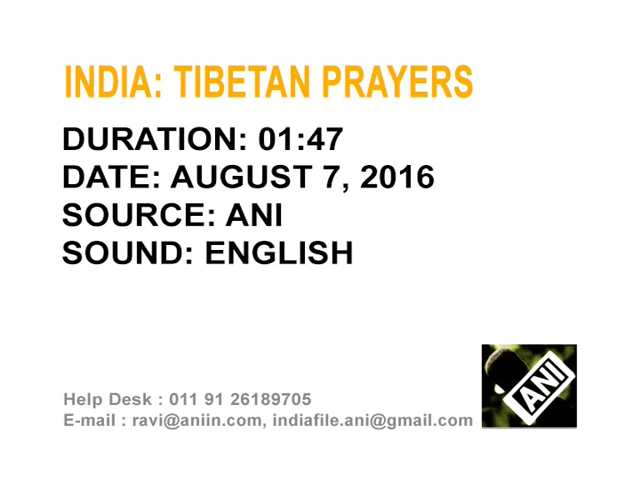 INDIA: TIBETAN PRAYERS
DURATION: 01:47
DATE: AUGUST 7, 2016
SOURCE: ANI
SOUND: ENGLISH
Help Desk : 011 91 26189705
E-mail : ravi@aniin.com, indiafile.ani@gmail.com
ANI